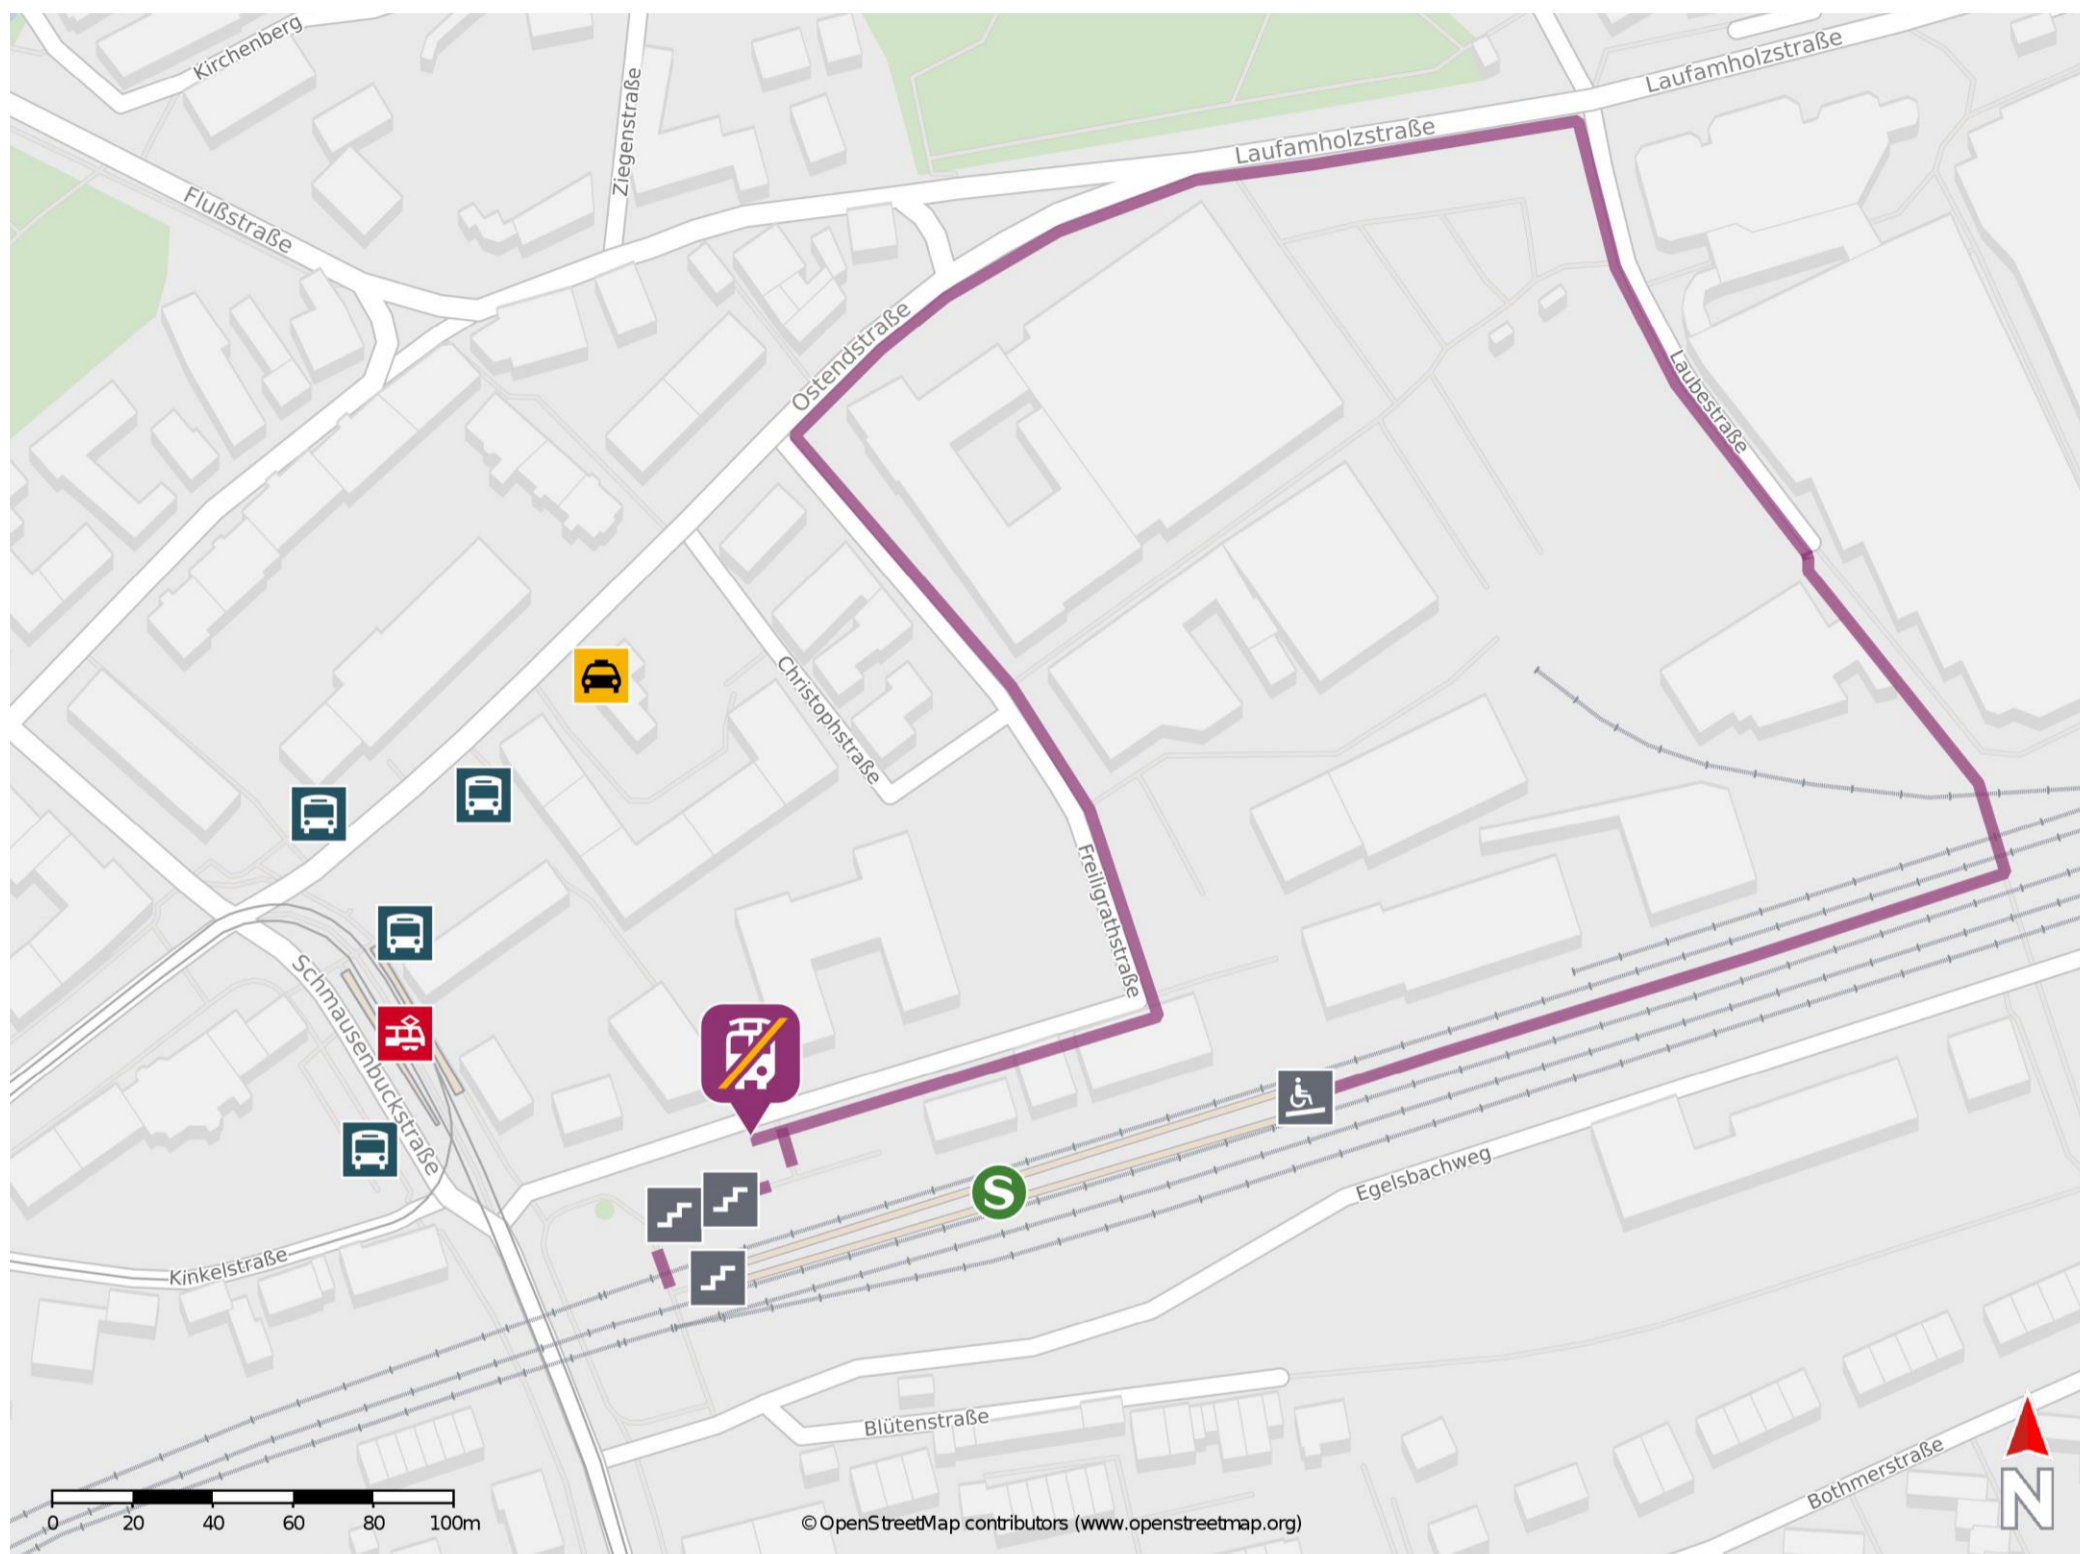 Kirchenberg
Laufamholzstraße
Ziegenstraße
Laufamholzstraße
Flußstraße
Ostendstraße
Laubestraße
Christophstraße
Freiligrathstraße
Schmausenbuckstraße
S
Egelsbachweg
Kinkelstraße
Blütenstraße
Bothmerstraße
N
0 20 40 60 80 100m
©OpenStreetMap contributors (www.openstreetmap.org)